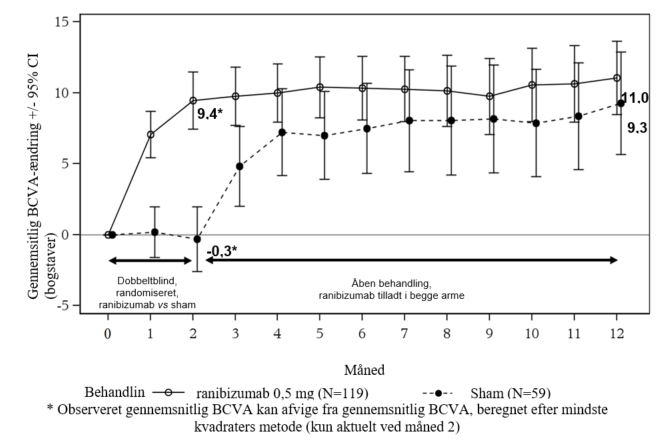 Gennemsitlig BCVA-ændring +/- 95% CI
(bogstaver)
15
10
5
0
-5
9.4*
-0,3*
11.0
9.3
Dobbeltblind,
randomiseret,
ranibizumab vs sham
Åben behandling,
ranibizumab tilladt i begge arme
0 1 2 3 4 5 6 7 8 9 10 11 12
Måned
Behandlin ranibizumab 0,5 mg (N=119) Sham (N=59)
* Observeret gennemsnitlig BCVA kan afvige fra gennemsnitlig BCVA, beregnet efter mindste
kvadraters metode (kun aktuelt ved måned 2)